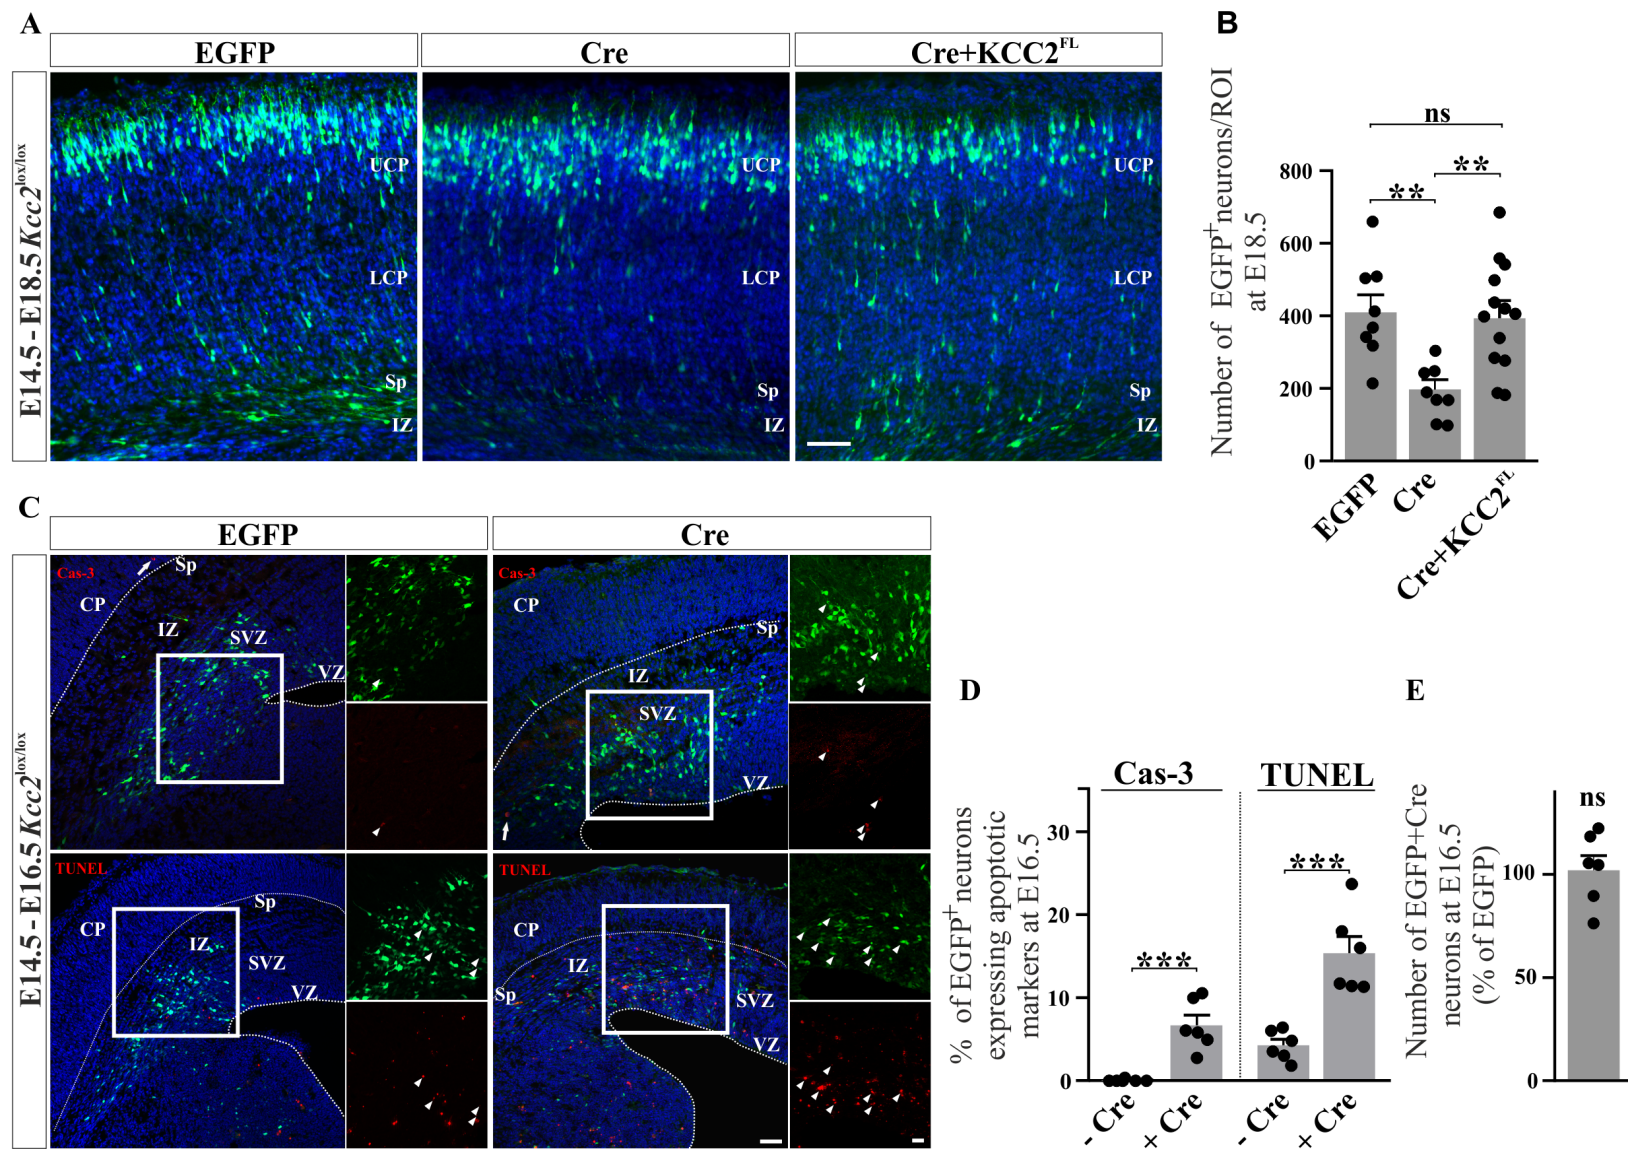 A
EGFP
Cre
Cre+KCC2FL
E14.5 - E18.5 Kcc2lox/lox
UCP
LCP
Sp
IZ
UCP
LCP
Sp
IZ
UCP
LCP
Sp
IZ
B
Number of EGFP+neurons/ROI
at E18.5
ns
**
**
800
600
400
200
0
EGFP
Cre
Cre+KCC2FL
C
EGFP
Cre
E14.5 - E16.5 Kcc2lox/lox
Cas-3
Sp
CP
IZ
SVZ
VZ
Cas-3
CP
Sp
IZ
SVZ
VZ
TUNEL
CP
Sp
IZ
SVZ
VZ
TUNEL
CP
IZ
Sp
SVZ
VZ
D
% of EGFP+neurons
expressing apoptotic
markers at E16.5
Cas-3
TUNEL
***
***
30
20
10
0
- Cre
+ Cre
- Cre
+ Cre
E
Number of EGFP+Cre
neurons at E16.5
(% of EGFP)
ns
100
50
0